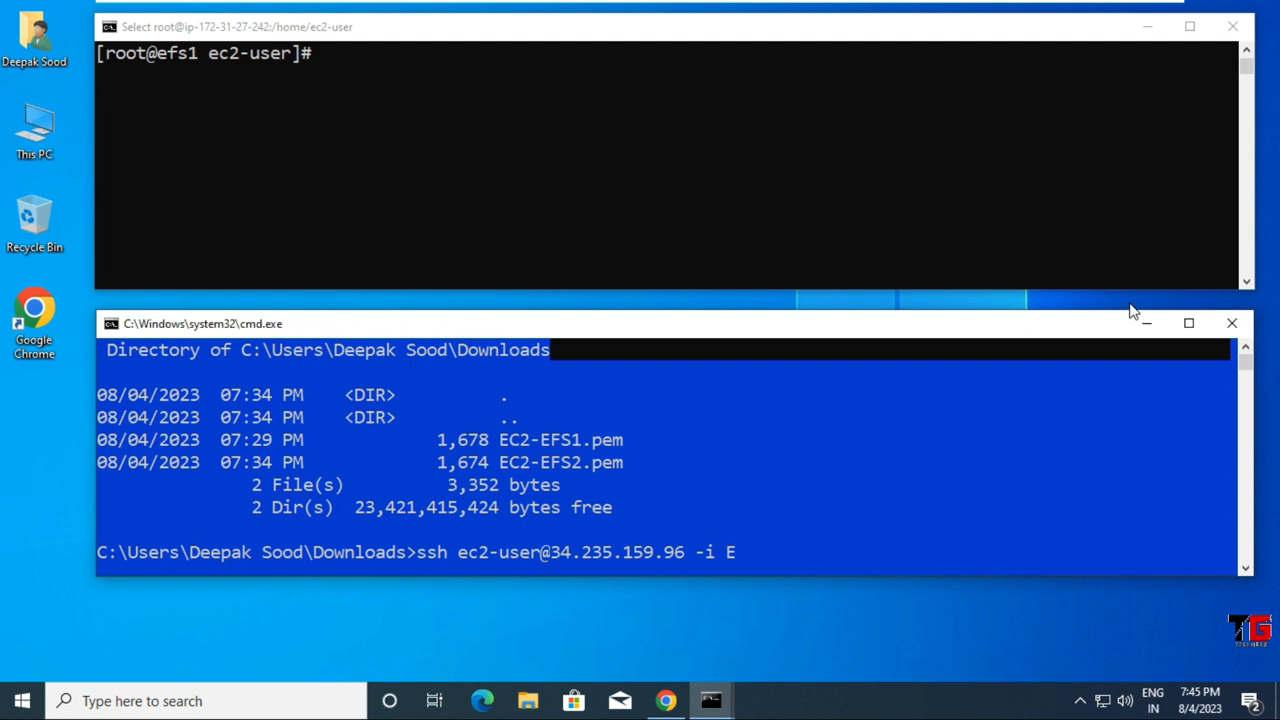 Deepak Sood
This PC
Recycle Bin
Google
Chrome
Select root@ip-172-31-27-242:/home/ec2-user
[root@efs1 ec2-user]#
C:\Windows\system32\cmd.exe
Directory of C:\Users\Deepak Sood\Downloads
08/04/2023 07:34 PM <DIR> .
08/04/2023 07:34 PM <DIR> ..
08/04/2023 07:29 PM 1,678 EC2-EFS1.pem
08/04/2023 07:34 PM 1,674 EC2-EFS2.pem
2 File(s) 3,352 bytes
2 Dir(s) 23,421,415,424 bytes free
C:\Users\Deepak Sood\Downloads>ssh ec2-user@34.235.159.96 -i E
TG
Type here to search
ENG
IN
7:45 PM
8/4/2023
2